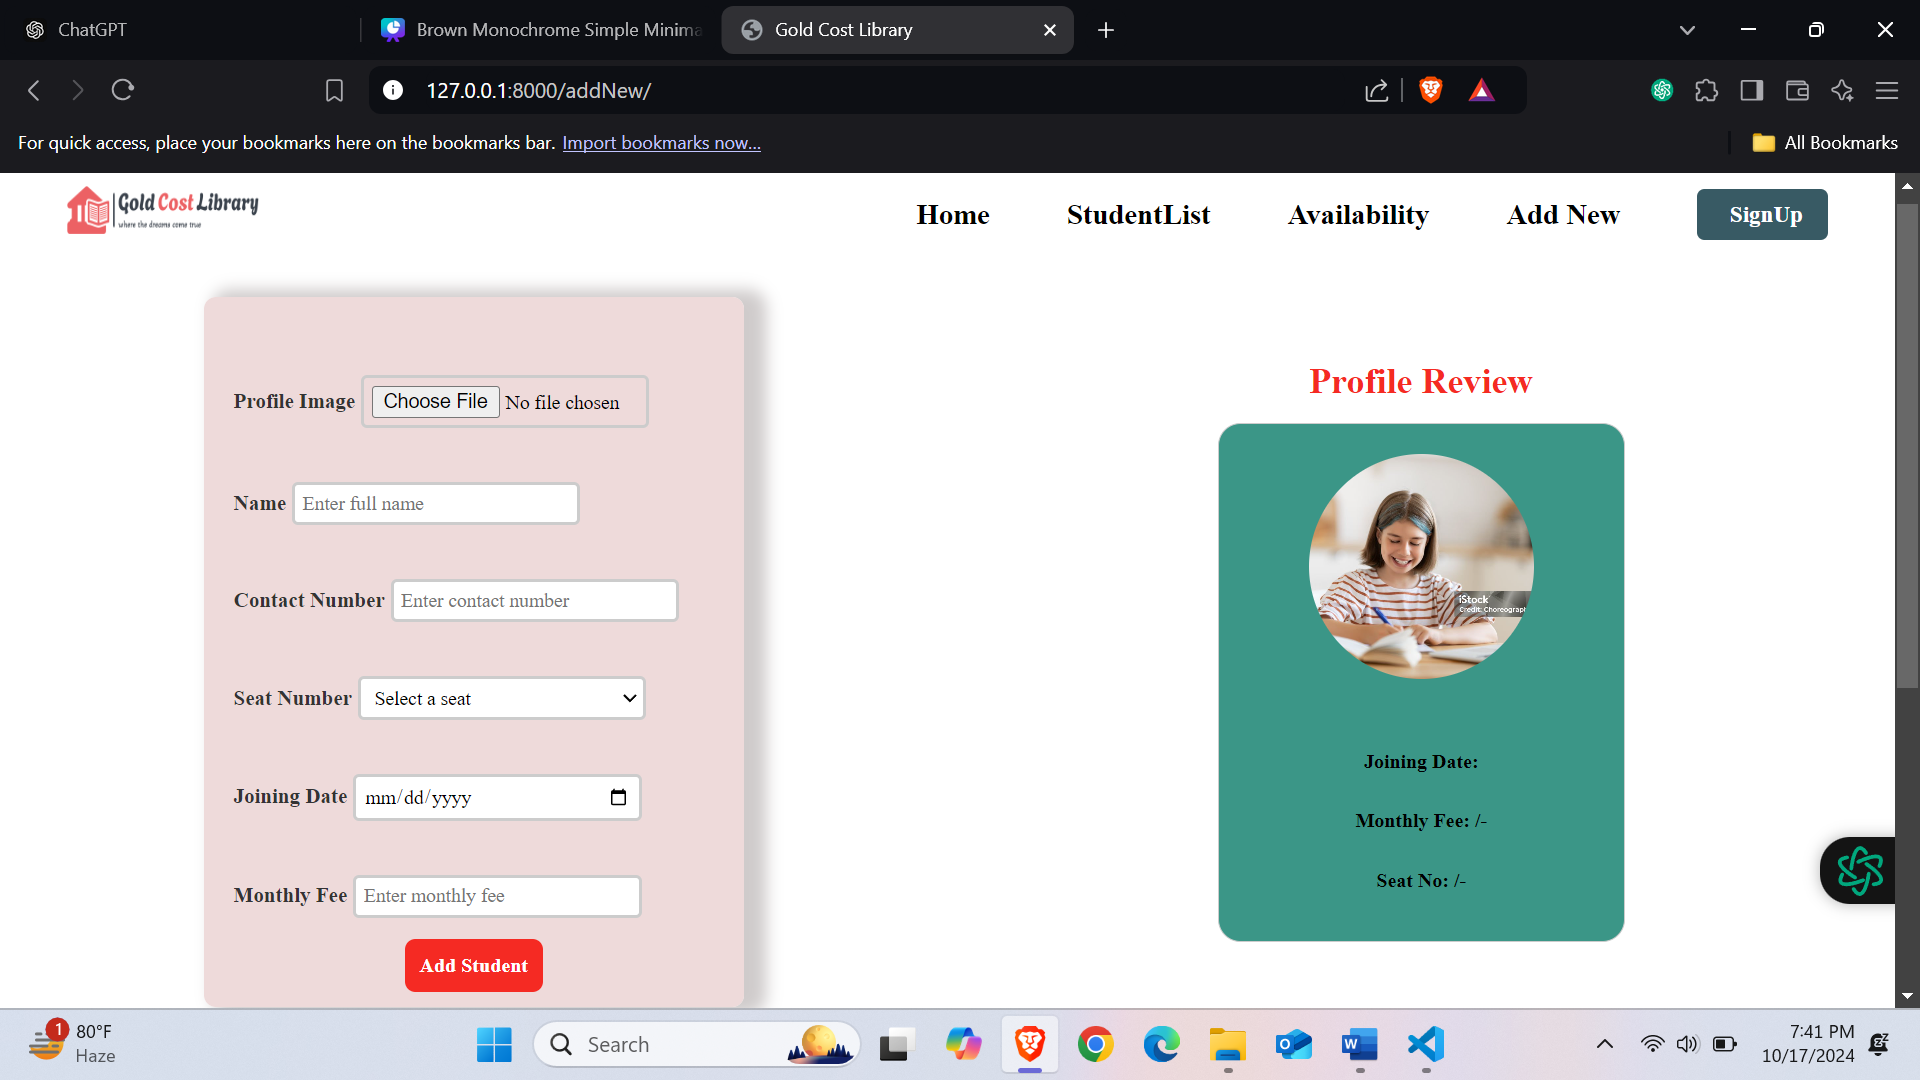 ChatGPT
Brown Monochrome Simple Minima
Gold Cost Library
127.0.0.1:8000/addNew/
For quick access, place your bookmarks here on the bookmarks bar. Import bookmarks now...
All Bookmarks
Gold Cost Library
where the dreams come true
Home
StudentList
Availability
Add New
SignUp
Profile Image
Choose File No file chosen
Name
Enter full name
Contact Number
Enter contact number
Seat Number
Select a seat
Joining Date
mm/dd/yyyy
Monthly Fee
Enter monthly fee
Add Student
Profile Review
iStock
Credit: Choreograph
Joining Date:
Monthly Fee: /-
Seat No: /-
1
80°F
Haze
Search
7:41 PM
10/17/2024